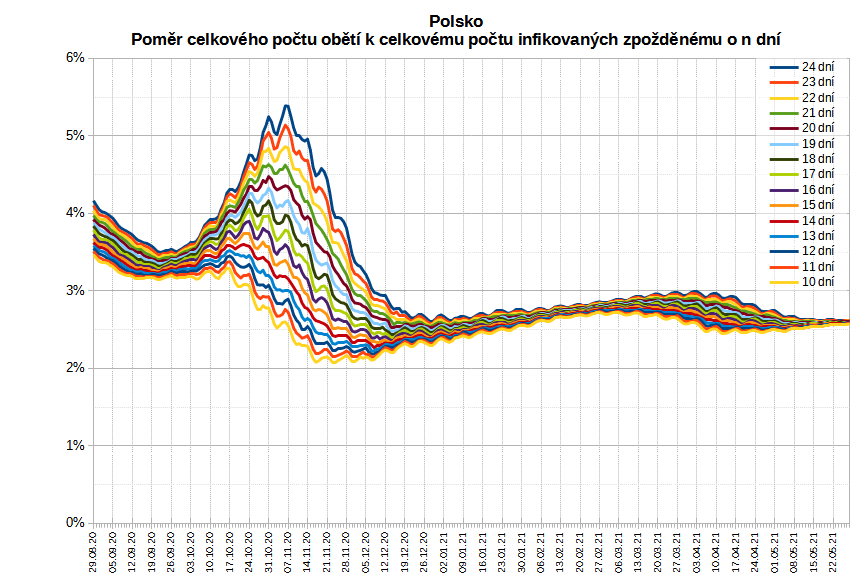 Polsko
Poměr celkového počtu obětí k celkovému počtu infikovaných zpožděnému o n dní
6%
5%
4%
3%
2%
1%
0%
24 dní
23 dní
22 dní
21 dní
20 dní
19 dní
18 dní
17 dní
16 dní
15 dní
14 dní
13 dní
12 dní
11 dní
10 dní
29.08.20
05.09.20
12.09.20
19.09.20
26.09.20
03.10.20
10.10.20
17.10.20
24.10.20
31.10.20
07.11.20
14.11.20
21.11.20
28.11.20
05.12.20
12.12.20
19.12.20
26.12.20
02.01.21
09.01.21
16.01.21
23.01.21
30.01.21
06.02.21
13.02.21
20.02.21
27.02.21
06.03.21
13.03.21
20.03.21
27.03.21
03.04.21
10.04.21
17.04.21
24.04.21
01.05.21
08.05.21
15.05.21
22.05.21